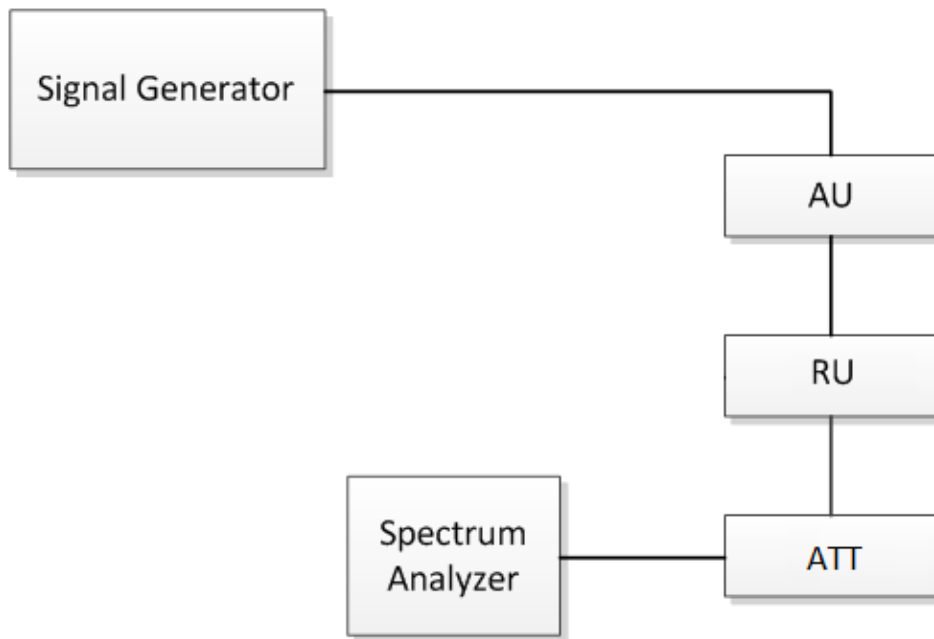 Signal Generator
AU
RU
Spectrum
Analyzer
ATT